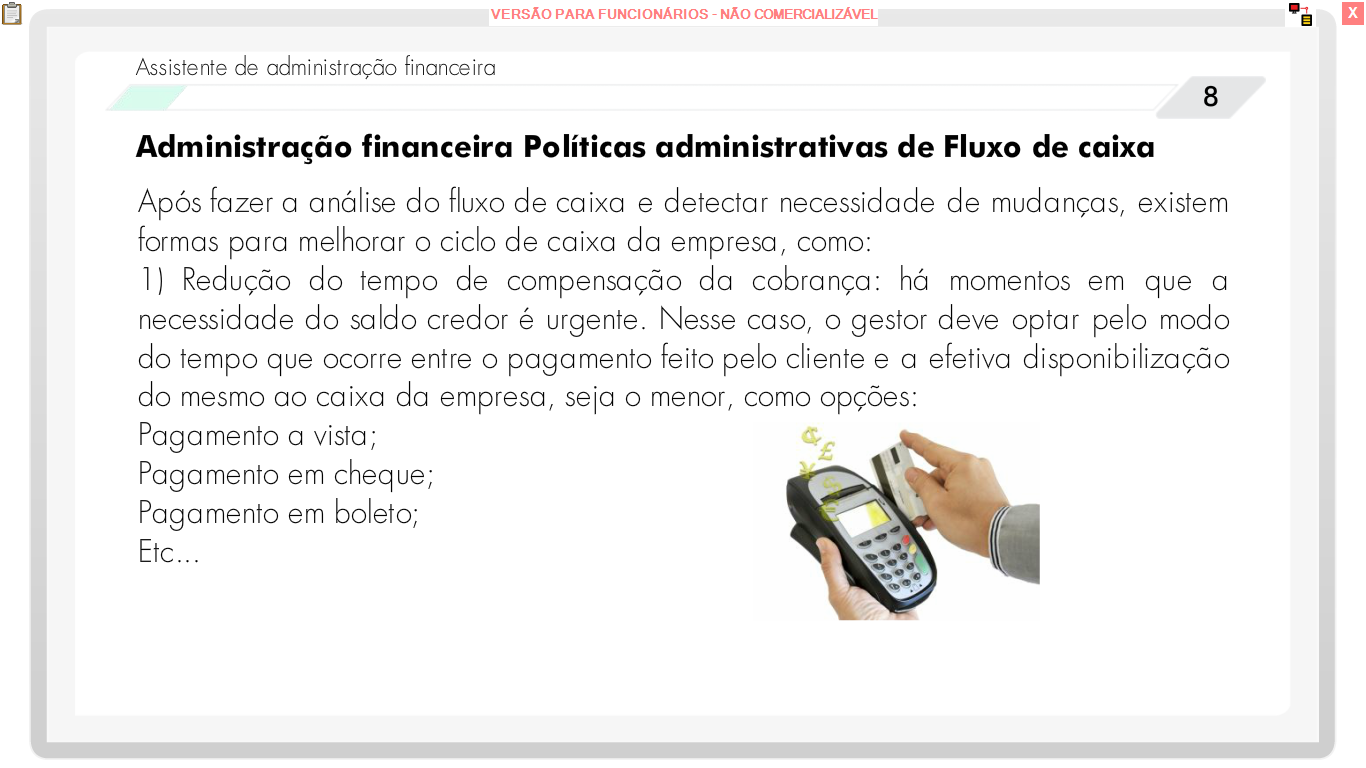 VERSÃO PARA FUNCIONÁRIOS - NÃO COMERCIALIZÁVEL
X
Assistente de administração financeira
8
Administração financeira Políticas administrativas de Fluxo de caixa
Após fazer a análise do fluxo de caixa e detectar necessidade de mudanças, existem
formas para melhorar o ciclo de caixa da empresa, como:
1) Redução do tempo de compensação da cobrança: há momentos em que a
necessidade do saldo credor é urgente. Nesse caso, o gestor deve optar pelo modo
do tempo que ocorre entre o pagamento feito pelo cliente e a efetiva disponibilização
do mesmo ao caixa da empresa, seja o menor, como opções:
Pagamento a vista;
Pagamento em cheque;
Pagamento em boleto;
Etc...